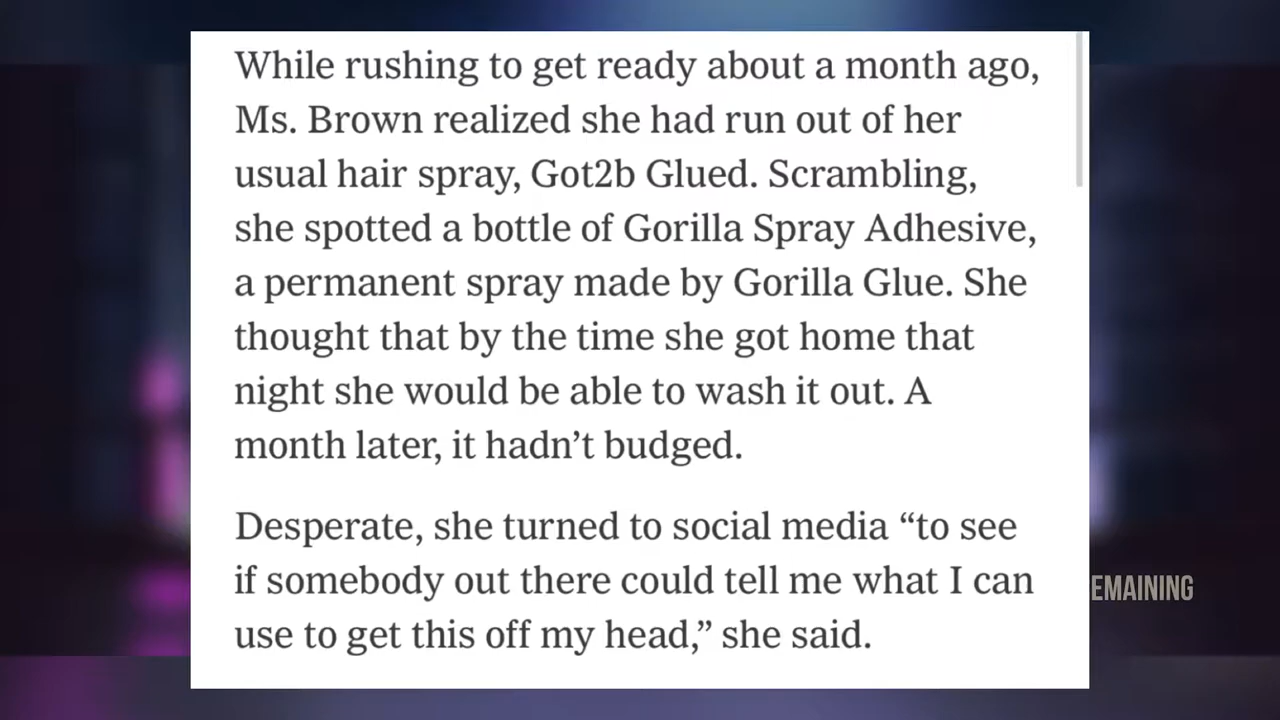 While rushing to get ready about a month ago,
Ms. Brown realized she had run out of her
usual hair spray, Got2b Glued. Scrambling,
she spotted a bottle of Gorilla Spray Adhesive,
a permanent spray made by Gorilla Glue. She
thought that by the time she got home that
night she would be able to wash it out. A
month later, it hadn’t budged.
Desperate, she turned to social media “to see
if somebody out there could tell me what I can
use to get this off my head,” she said.
EMAINING